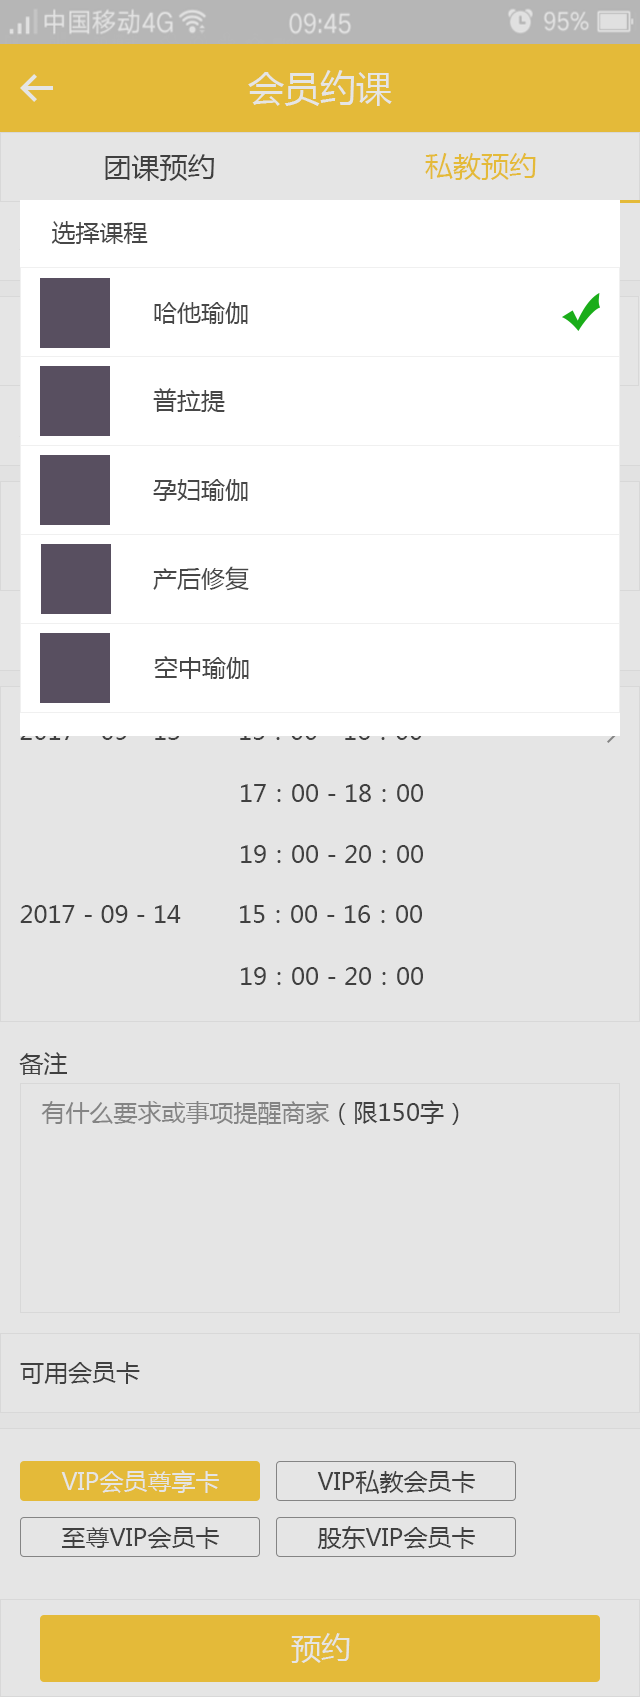 中国移动4G 09:45 95%
会员约课
团课预约 私教预约
选择课程
哈他瑜伽
普拉提
孕妇瑜伽
产后修复
空中瑜伽
17 : 00 - 18 : 00
19 : 00 - 20 : 00
2017 - 09 - 14 15 : 00 - 16 : 00
19 : 00 - 20 : 00
备注
有什么要求或事项提醒商家（限150字）
可用会员卡
VIP会员尊享卡 VIP私教会员卡
至尊VIP会员卡 股东VIP会员卡
预约